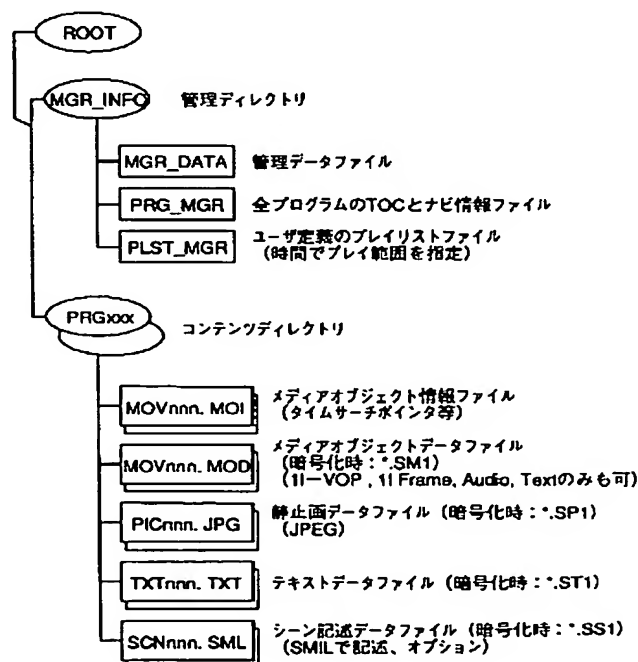 ROOT
MGR_INFO 管理ディレクトリ
MGR_DATA 管理データファイル
PRG_MGR 全プログラムのTOCとナビ情報ファイル
PLST_MGR ユーザ定義のプレイリストファイル
(時間でプレイ範囲を指定)
PRGxxx コンテンツディレクトリ
MOVnnn. MOI メディアオブジェクト情報ファイル
(タイムサーチポインタ等)
MOVnnn. MOD メディアオブジェクトデータファイル
(暗号化時:*.SM1)
(1I-VOP , 1I Frame, Audio, Textのみも可)
PICnnn. JPG 静止画データファイル (暗号化時:*.SP1)
(JPEG)
TXTnnn. TXT テキストデータファイル (暗号化時:*.ST1)
SCNnnn. SML シーン記述データファイル (暗号化時:*.SS1)
(SMILで記述、オプション)